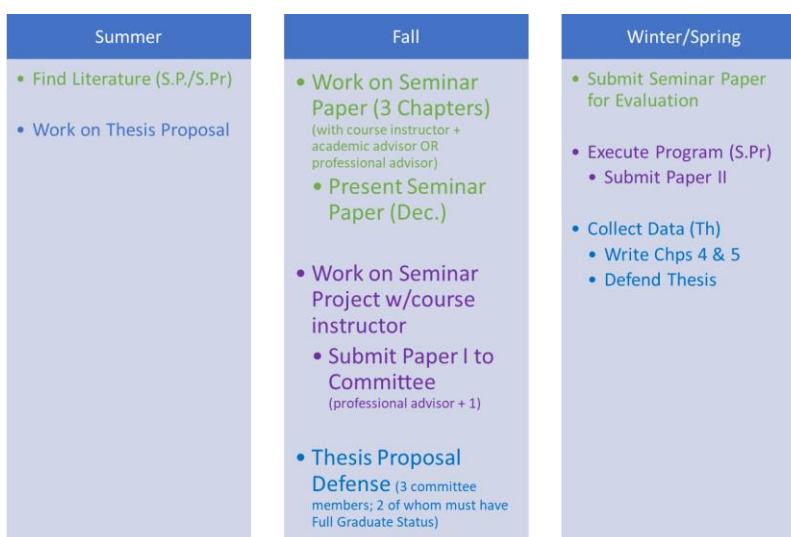 Summer
• Find Literature (S.P./S.Pr)
• Work on Thesis Proposal
Fall
• Work on Seminar
Paper (3 Chapters)
(with course instructor +
academic advisor OR
professional advisor)
• Present Seminar
Paper (Dec.)
• Work on Seminar
Project w/course
instructor
• Submit Paper I to
Committee
(professional advisor + 1)
• Thesis Proposal
Defense (3 committee
members; 2 of whom must have
Full Graduate Status)
Winter/Spring
• Submit Seminar Paper
for Evaluation
• Execute Program (S.Pr)
• Submit Paper II
• Collect Data (Th)
• Write Chps 4 & 5
• Defend Thesis